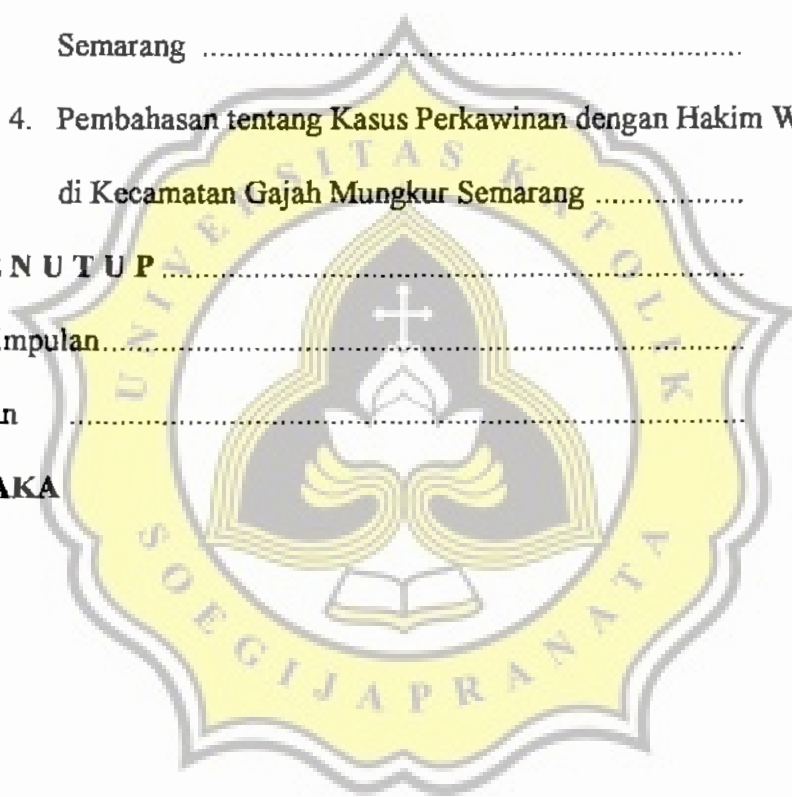 Semarang ................................................................
4. Pembahasan tentang Kasus Perkawinan dengan Hakim W
di Kecamatan Gajah Mungkur Semarang ..................
N U T U P ................................................................
mpulan ................................................................
n ................................................................
AKA
UNIVERSITAS KATOLIK
SOEGIJAPRANATA